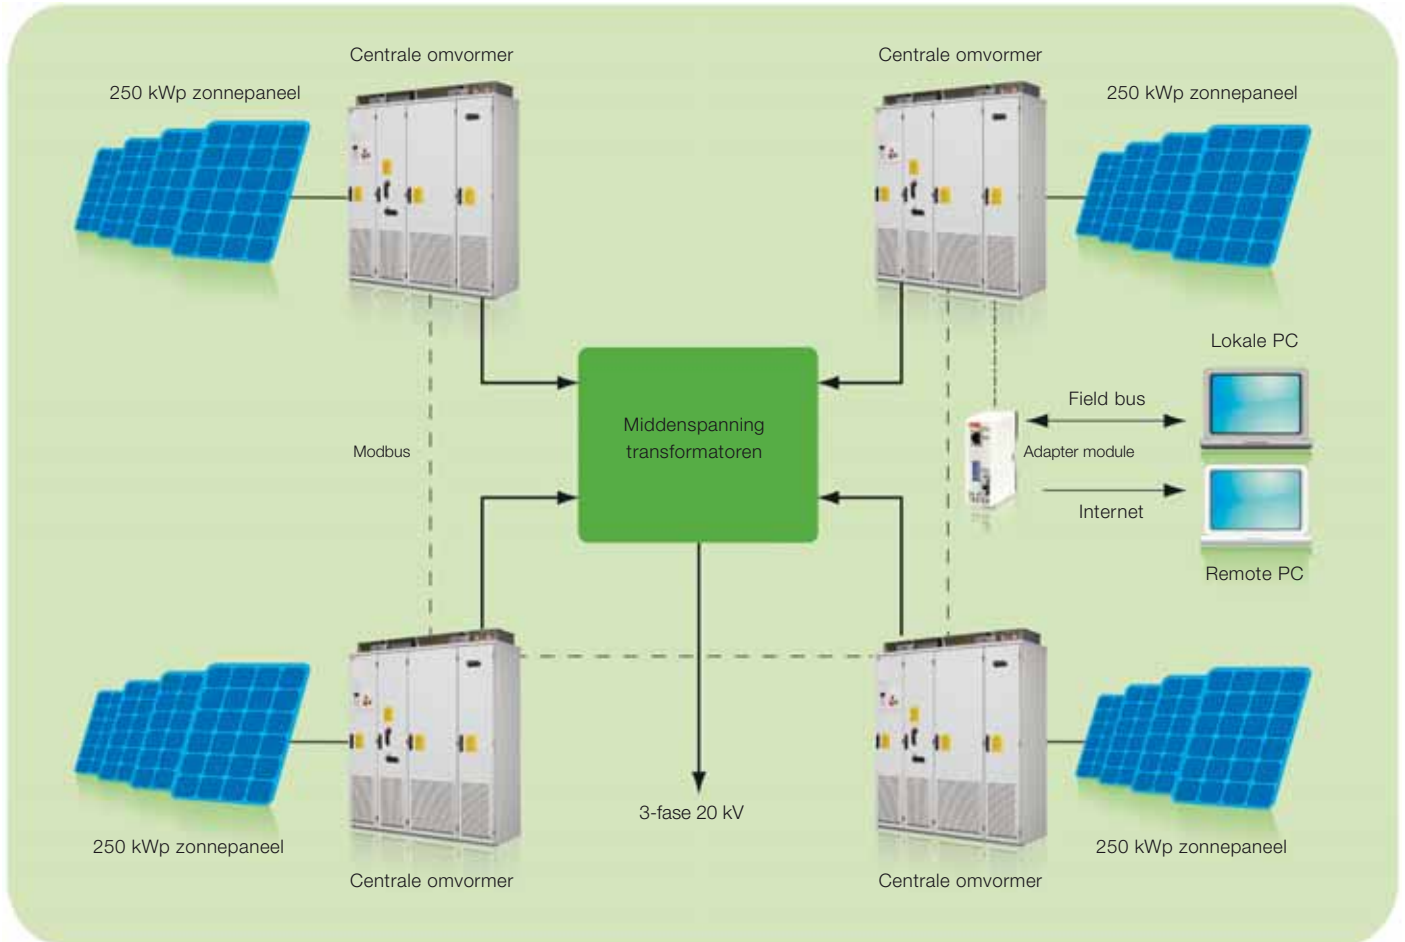 Centrale omvormer
Centrale omvormer
250 kWp zonnepaneel
250 kWp zonnepaneel
Lokale PC
Field bus
Middenspanning
transformatoren
Modbus
Adapter module
Internet
Remote PC
3-fase 20 kV
250 kWp zonnepaneel
250 kWp zonnepaneel
Centrale omvormer
Centrale omvormer